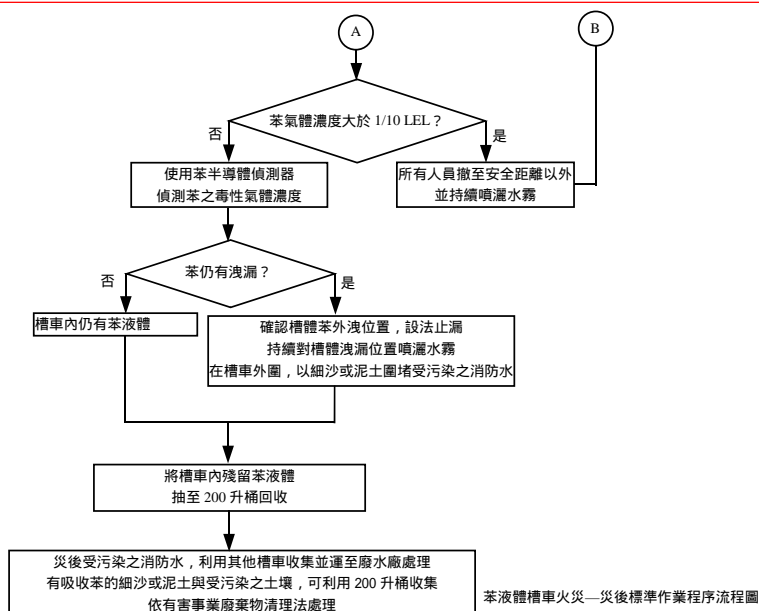 A
B
苯氣體濃度大於 1/10 LEL？
否
是
使用苯半導體偵測器
偵測苯之毒性氣體濃度
所有人員撤至安全距離以外
並持續噴灑水霧
苯仍有洩漏？
否
是
槽車內仍有苯液體
確認槽體苯外洩位置，設法止漏
持續對槽體洩漏位置噴灑水霧
在槽車外圍，以細沙或泥土圍堵受污染之消防水
將槽車內殘留苯液體
抽至 200 升桶回收
災後受污染之消防水，利用其他槽車收集並運至廢水廠處理
有吸收苯的細沙或泥土與受污染之土壤，可利用 200 升桶收集
依有害事業廢棄物清理法處理
苯液體槽車火災—災後標準作業程序流程圖